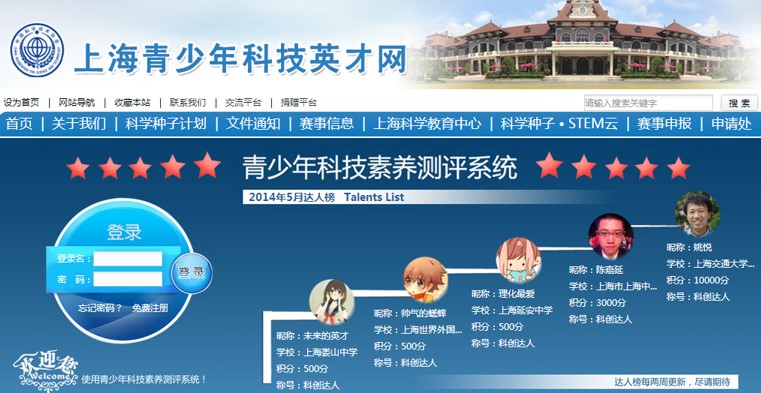 上海青少年科技英才网
设为首页 | 网站导航 | 收藏本站 | 联系我们 | 交流平台 | 捐赠平台
请输入搜索关键字
搜 索
首页 | 关于我们 | 科学种子计划 | 文件通知 | 赛事信息 | 上海科学教育中心 | 科学种子 • STEM云 | 赛事申报 | 申请处
青少年科技素养测评系统
2014年5月达人榜 Talents List
登录
登录名：
密 码：
登 录
忘记密码？ 免费注册
昵称：未来的英才
学校：上海娄山中学
积分：500分
称号：科创达人
昵称：帅气的蟋蟀
学校：上海世界外国...
积分：500分
称号：科创达人
昵称：理化最爱
学校：上海延安中学
积分：500分
称号：科创达人
昵称：陈嘉延
学校：上海市上海中...
积分：3000分
称号：科创达人
昵称：姚悦
学校：上海交通大学...
积分：10000分
称号：科创达人
欢迎您
Welcome
使用青少年科技素养测评系统！
达人榜每两周更新，尽请期待